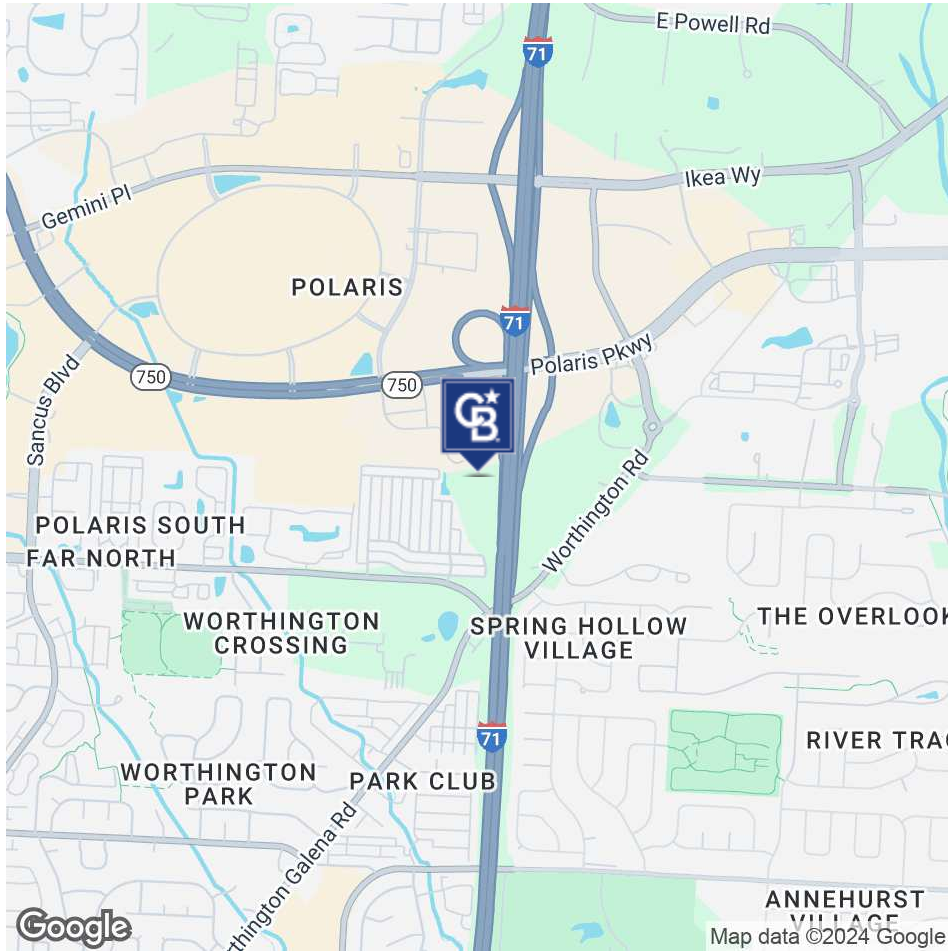 E Powell Rd
71
Ikea Wy
Gemini Pl
POLARIS
71
Polaris Pkwy
750
750
Sancus Blvd
CB
Worthington Rd
POLARIS SOUTH
FAR NORTH
WORTHINGTON
CROSSING
SPRING HOLLOW
VILLAGE
THE OVERLOOK
71
RIVER TRA
WORTHINGTON
PARK
PARK CLUB
rthington Galena Rd
ANNEHURST
VILLAGE
Google
Map data ©2024 Google